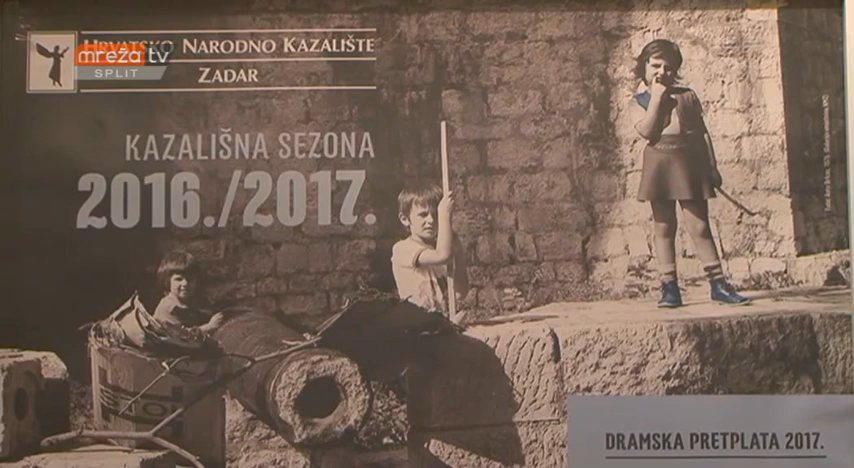 Hrvatsko Narodno Kazalište
Zadar
mreža tv
SPLIT
KAZALIŠNA SEZONA
2016./2017.
DRAMSKA PRETPLATA 2017.